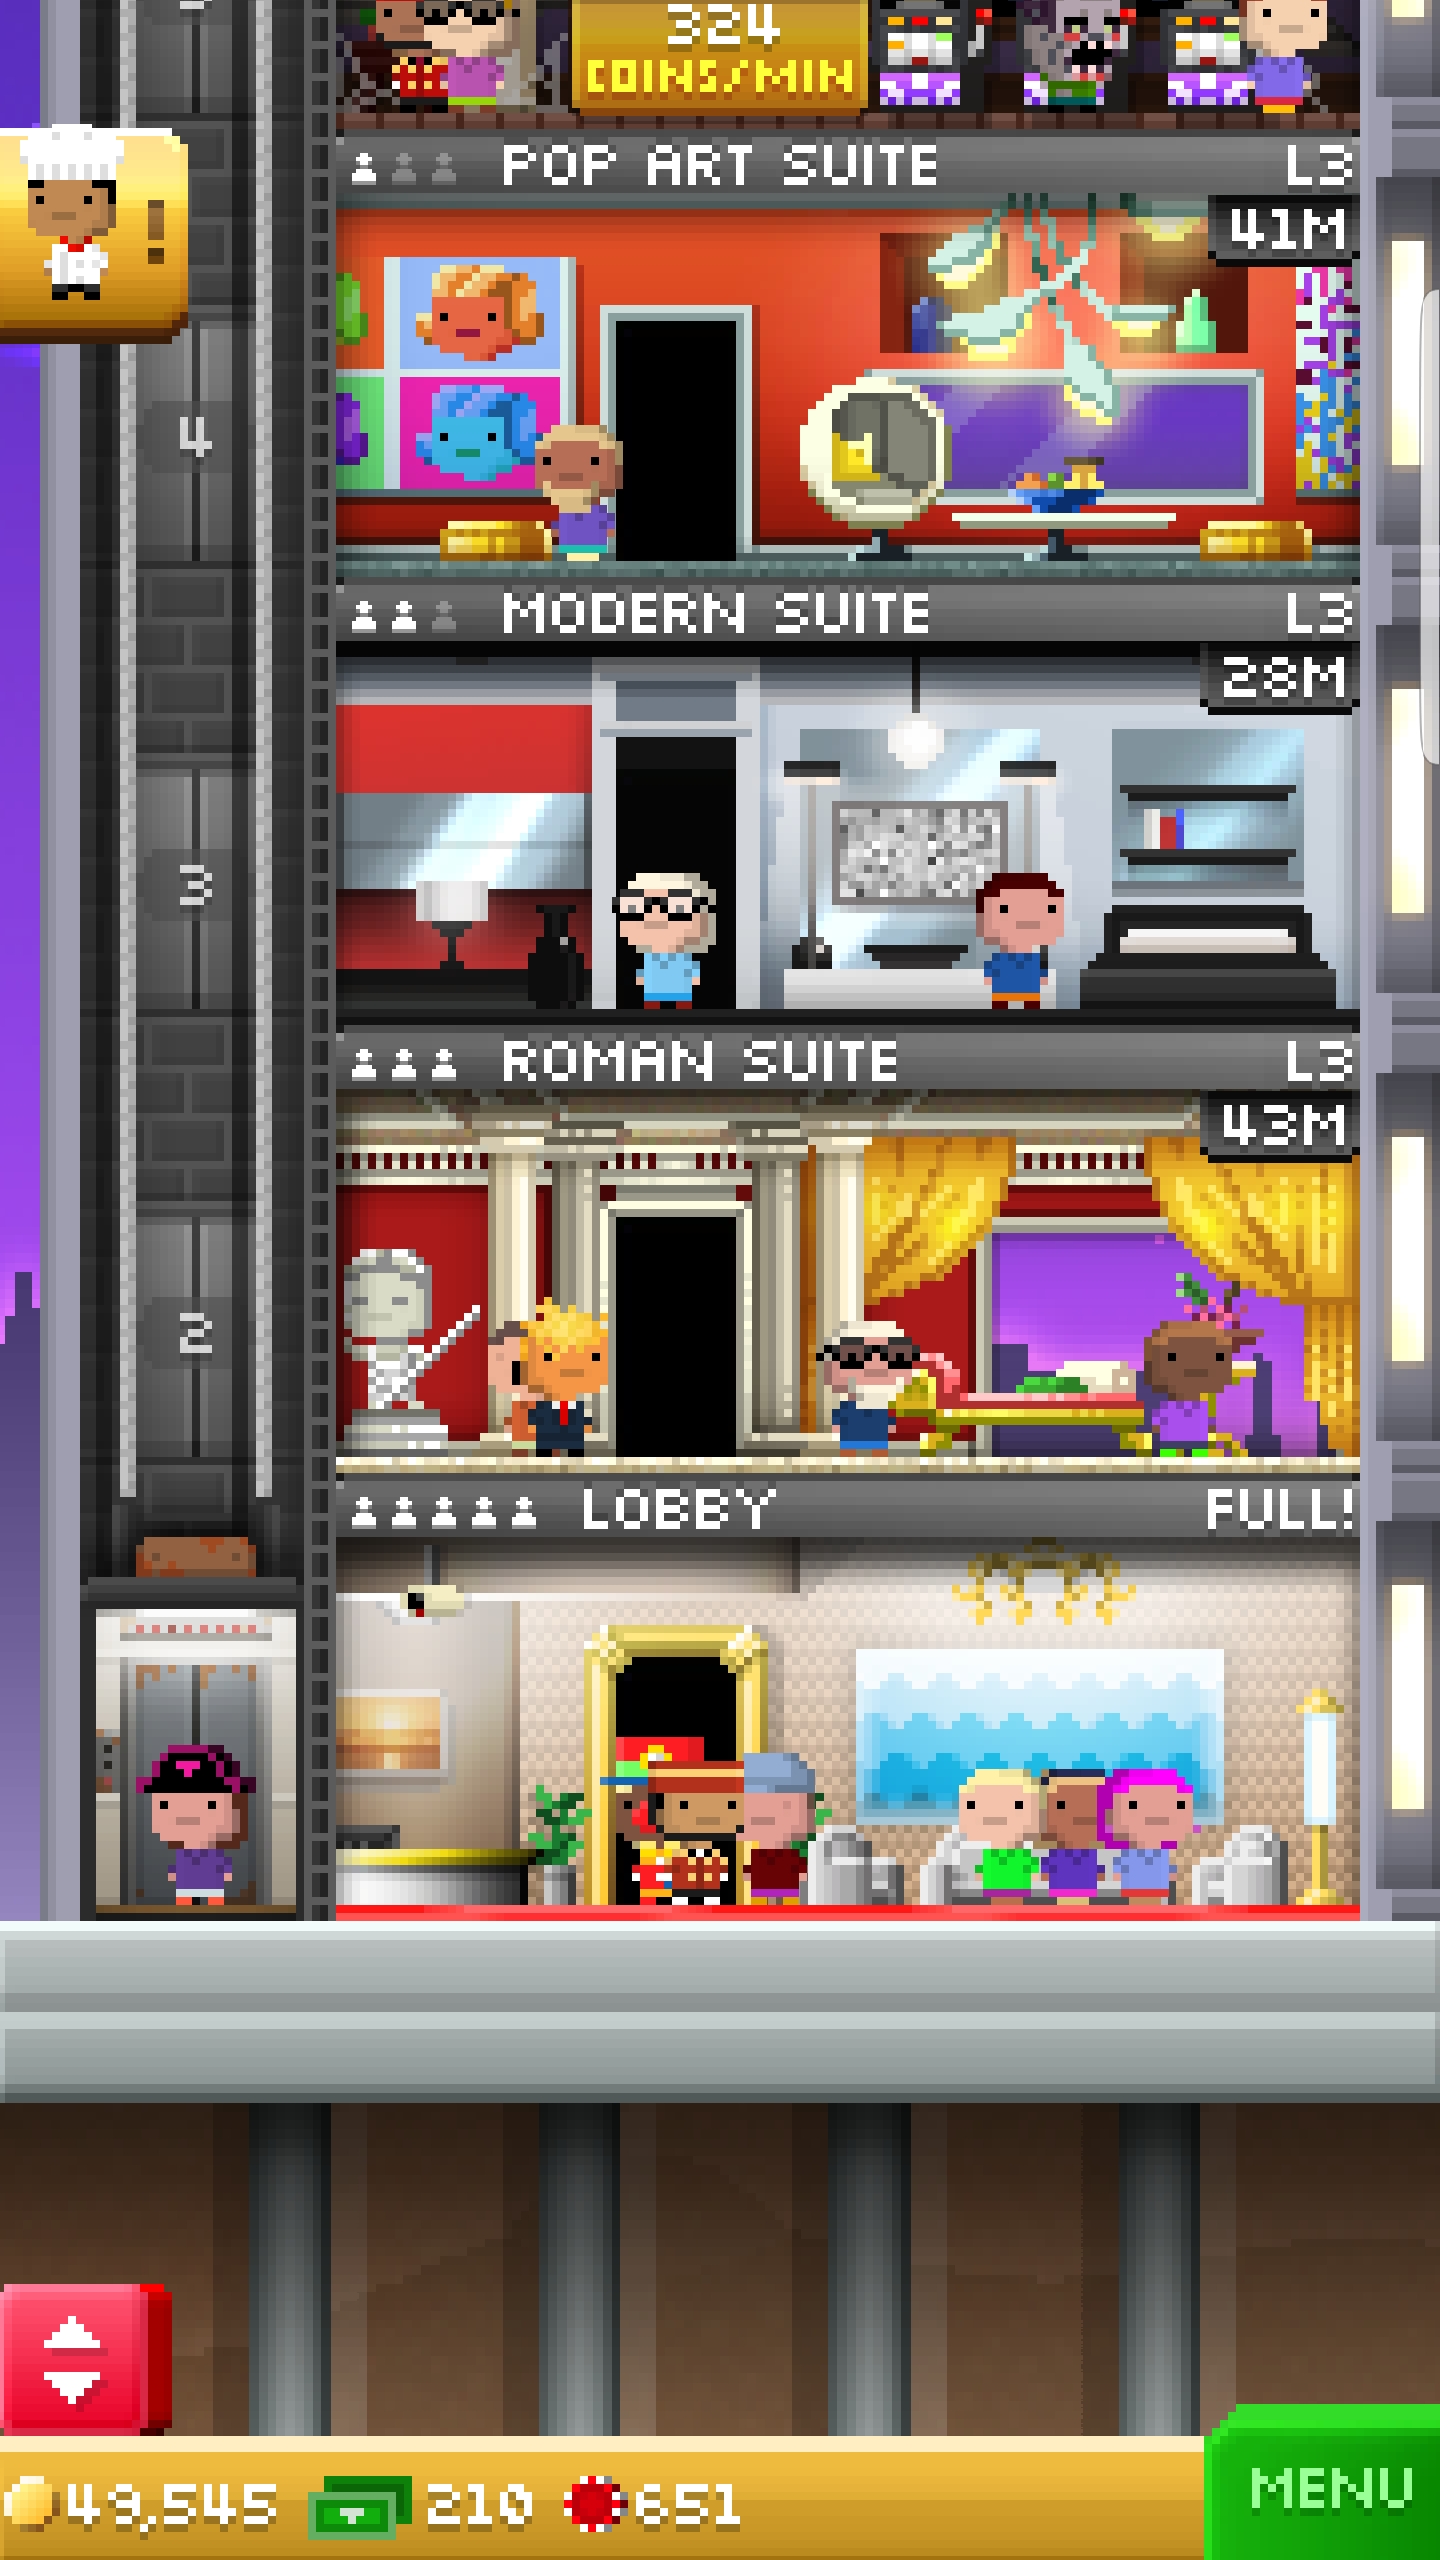 324
COINS/MIN
POP ART SUITE L3
41M
!
4
MODERN SUITE L3
28M
3
ROMAN SUITE L3
43M
2
LOBBY FULL!
49,545 210 651
MENU